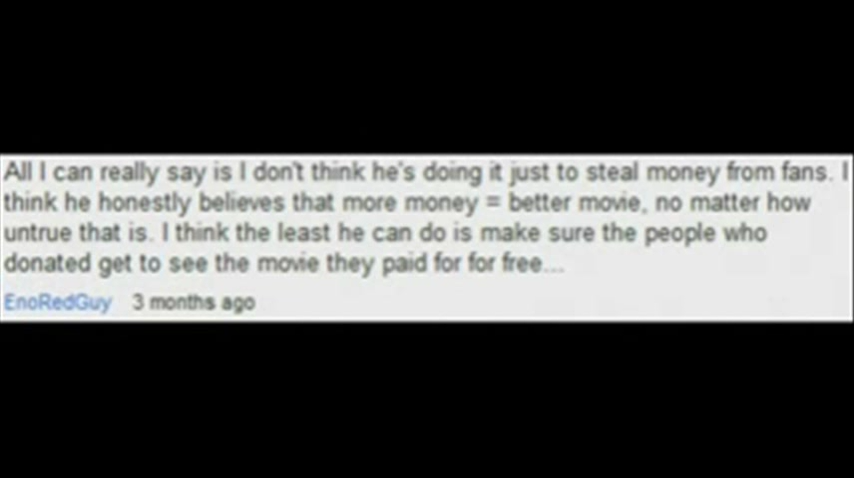 All I can really say is I don't think he's doing it just to steal money from fans. I
think he honestly believes that more money = better movie, no matter how
untrue that is. I think the least he can do is make sure the people who
donated get to see the movie they paid for for free...
EnoRedGuy 3 months ago